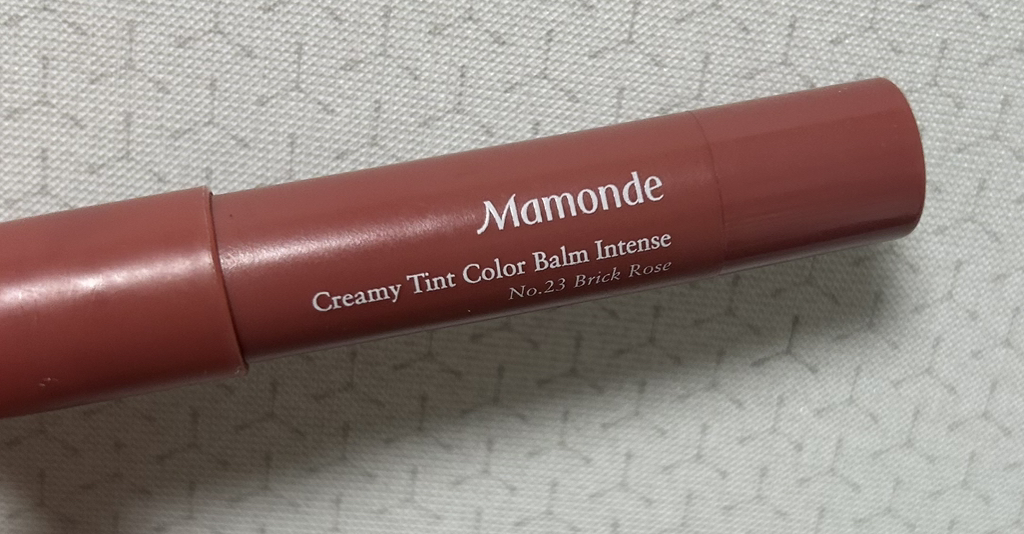 Mamonde
Creamy Tint Color Balm Intense
No.23 Brick Rose